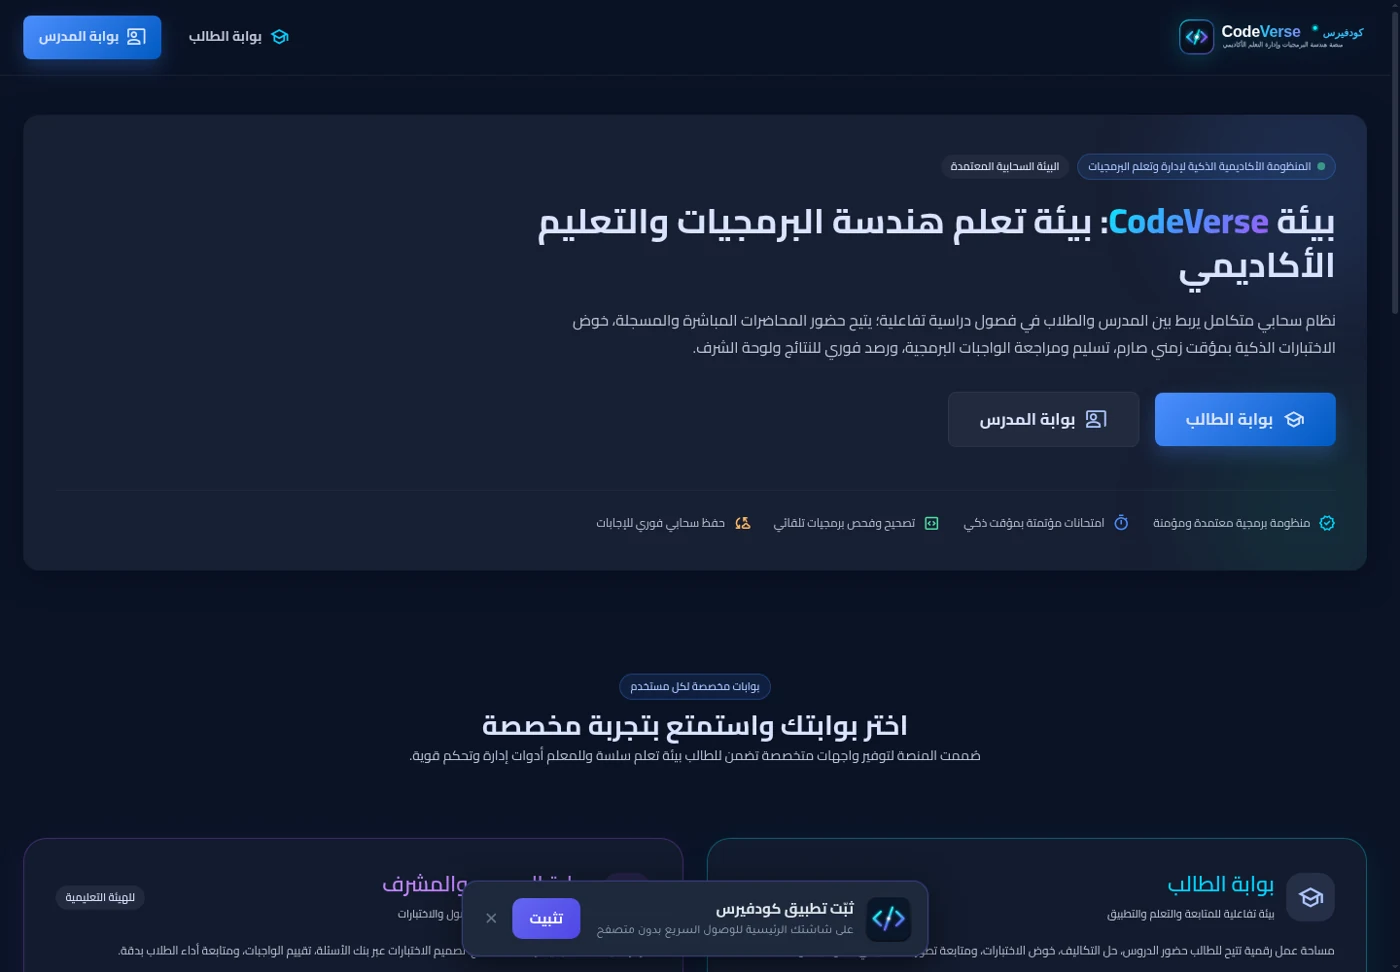 CodeVerse كودفيرس
منصة هندسة البرمجيات وإدارة التعلم الأكاديمي
بوابة الطالب
بوابة المدرس
المنظومة الأكاديمية الذكية لإدارة وتعلم البرمجيات
البيئة السحابية المعتمدة
بيئة CodeVerse: بيئة تعلم هندسة البرمجيات والتعليم
الأكاديمي
نظام سحابي متكامل يربط بين المدرس والطلاب في فصول دراسية تفاعلية؛ يتيح حضور المحاضرات المباشرة والمسجلة، خوض
الاختبارات الذكية بمؤقت زمني صارم، تسليم ومراجعة الواجبات البرمجية، ورصد فوري للنتائج ولوحة الشرف.
بوابة الطالب
بوابة المدرس
منظومة برمجية معتمدة ومؤمنة
امتحانات مؤتمتة بمؤقت ذكي
تصحيح وفحص برمجيات تلقائي
حفظ سحابي فوري للإجابات
بوابات مخصصة لكل مستخدم
اختر بوابتك واستمتع بتجربة مخصصة
صُممت المنصة لتوفير واجهات متخصصة تضمن للطالب بيئة تعلم سلسة وللمعلم أدوات إدارة وتحكم قوية.
بوابة الطالب
بيئة تفاعلية للمتابعة والتعلم والتطبيق
مساحة عمل رقمية تتيح للطالب حضور الدروس، حل التكاليف، خوض الاختبارات، ومتابعة
والمشرف
والاختبارات
للهيئة التعليمية
تصميم الاختبارات عبر بنك الأسئلة، تقييم الواجبات، ومتابعة أداء الطلاب بدقة.
ثبّت تطبيق كودفيرس
على شاشتك الرئيسية للوصول السريع بدون متصفح
تثبيت